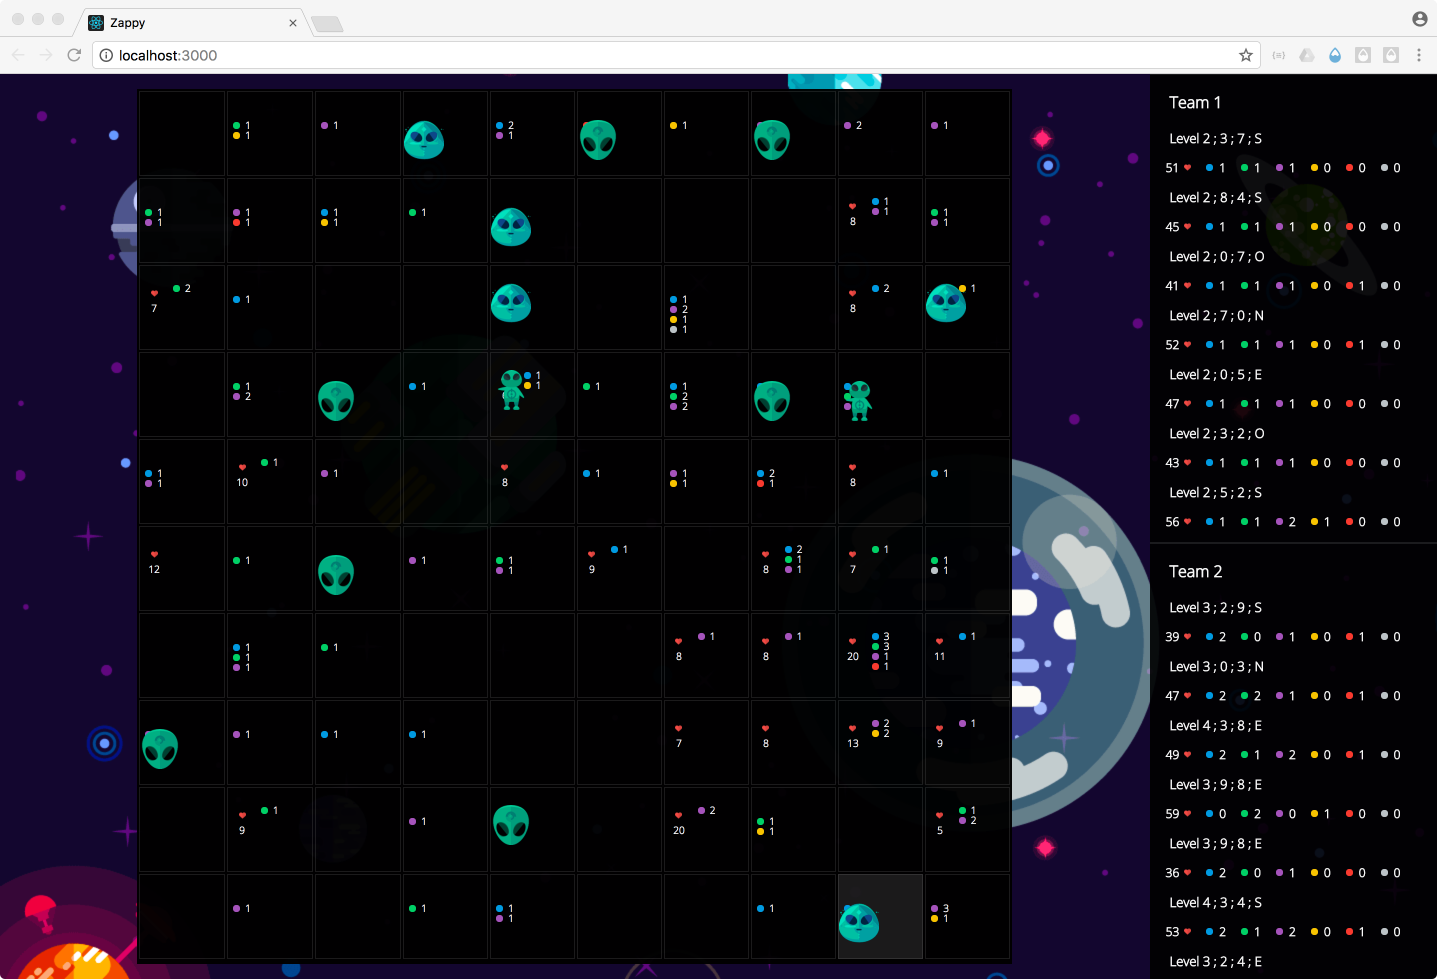 Zappy
localhost:3000
1 1 2 1 2 1
1 1
1
1 1 1 1 1 1
1 1 1 8 1
2 2 1
1 1
7 2 8
1
1
1
1 1 1 1 1
2 2
2
1
1 1 1 1 2 1
1 10 8 1 1 8
1 2 1
1 1 1 1 1
12 1 9 8 1 7 1
1 1 3 1
1 1 3
1 8 8 20 1 11
1 1
2 1
1 1 1 2
7 8 13 9
1 2 1
1 1 2
9 20 1 5
1 1 1 1 3
1 1
Team 1
Level 2 ; 3 ; 7 ; S
51 1 1 1 0 0 0
Level 2 ; 8 ; 4 ; S
45 1 1 1 0 0 0
Level 2 ; 0 ; 7 ; O
41 1 1 1 0 1 0
Level 2 ; 7 ; 0 ; N
52 1 1 1 0 1 0
Level 2 ; 0 ; 5 ; E
47 1 1 1 0 0 0
Level 2 ; 3 ; 2 ; O
43 1 1 1 0 0 0
Level 2 ; 5 ; 2 ; S
56 1 1 2 1 0 0
Team 2
Level 3 ; 2 ; 9 ; S
39 2 0 1 0 1 0
Level 3 ; 0 ; 3 ; N
47 2 2 1 0 1 0
Level 4 ; 3 ; 8 ; E
49 2 1 2 0 1 0
Level 3 ; 9 ; 8 ; E
59 0 2 0 1 0 0
Level 3 ; 9 ; 8 ; E
36 2 0 1 0 0 0
Level 4 ; 3 ; 4 ; S
53 2 1 2 0 1 0
Level 3 ; 2 ; 4 ; E